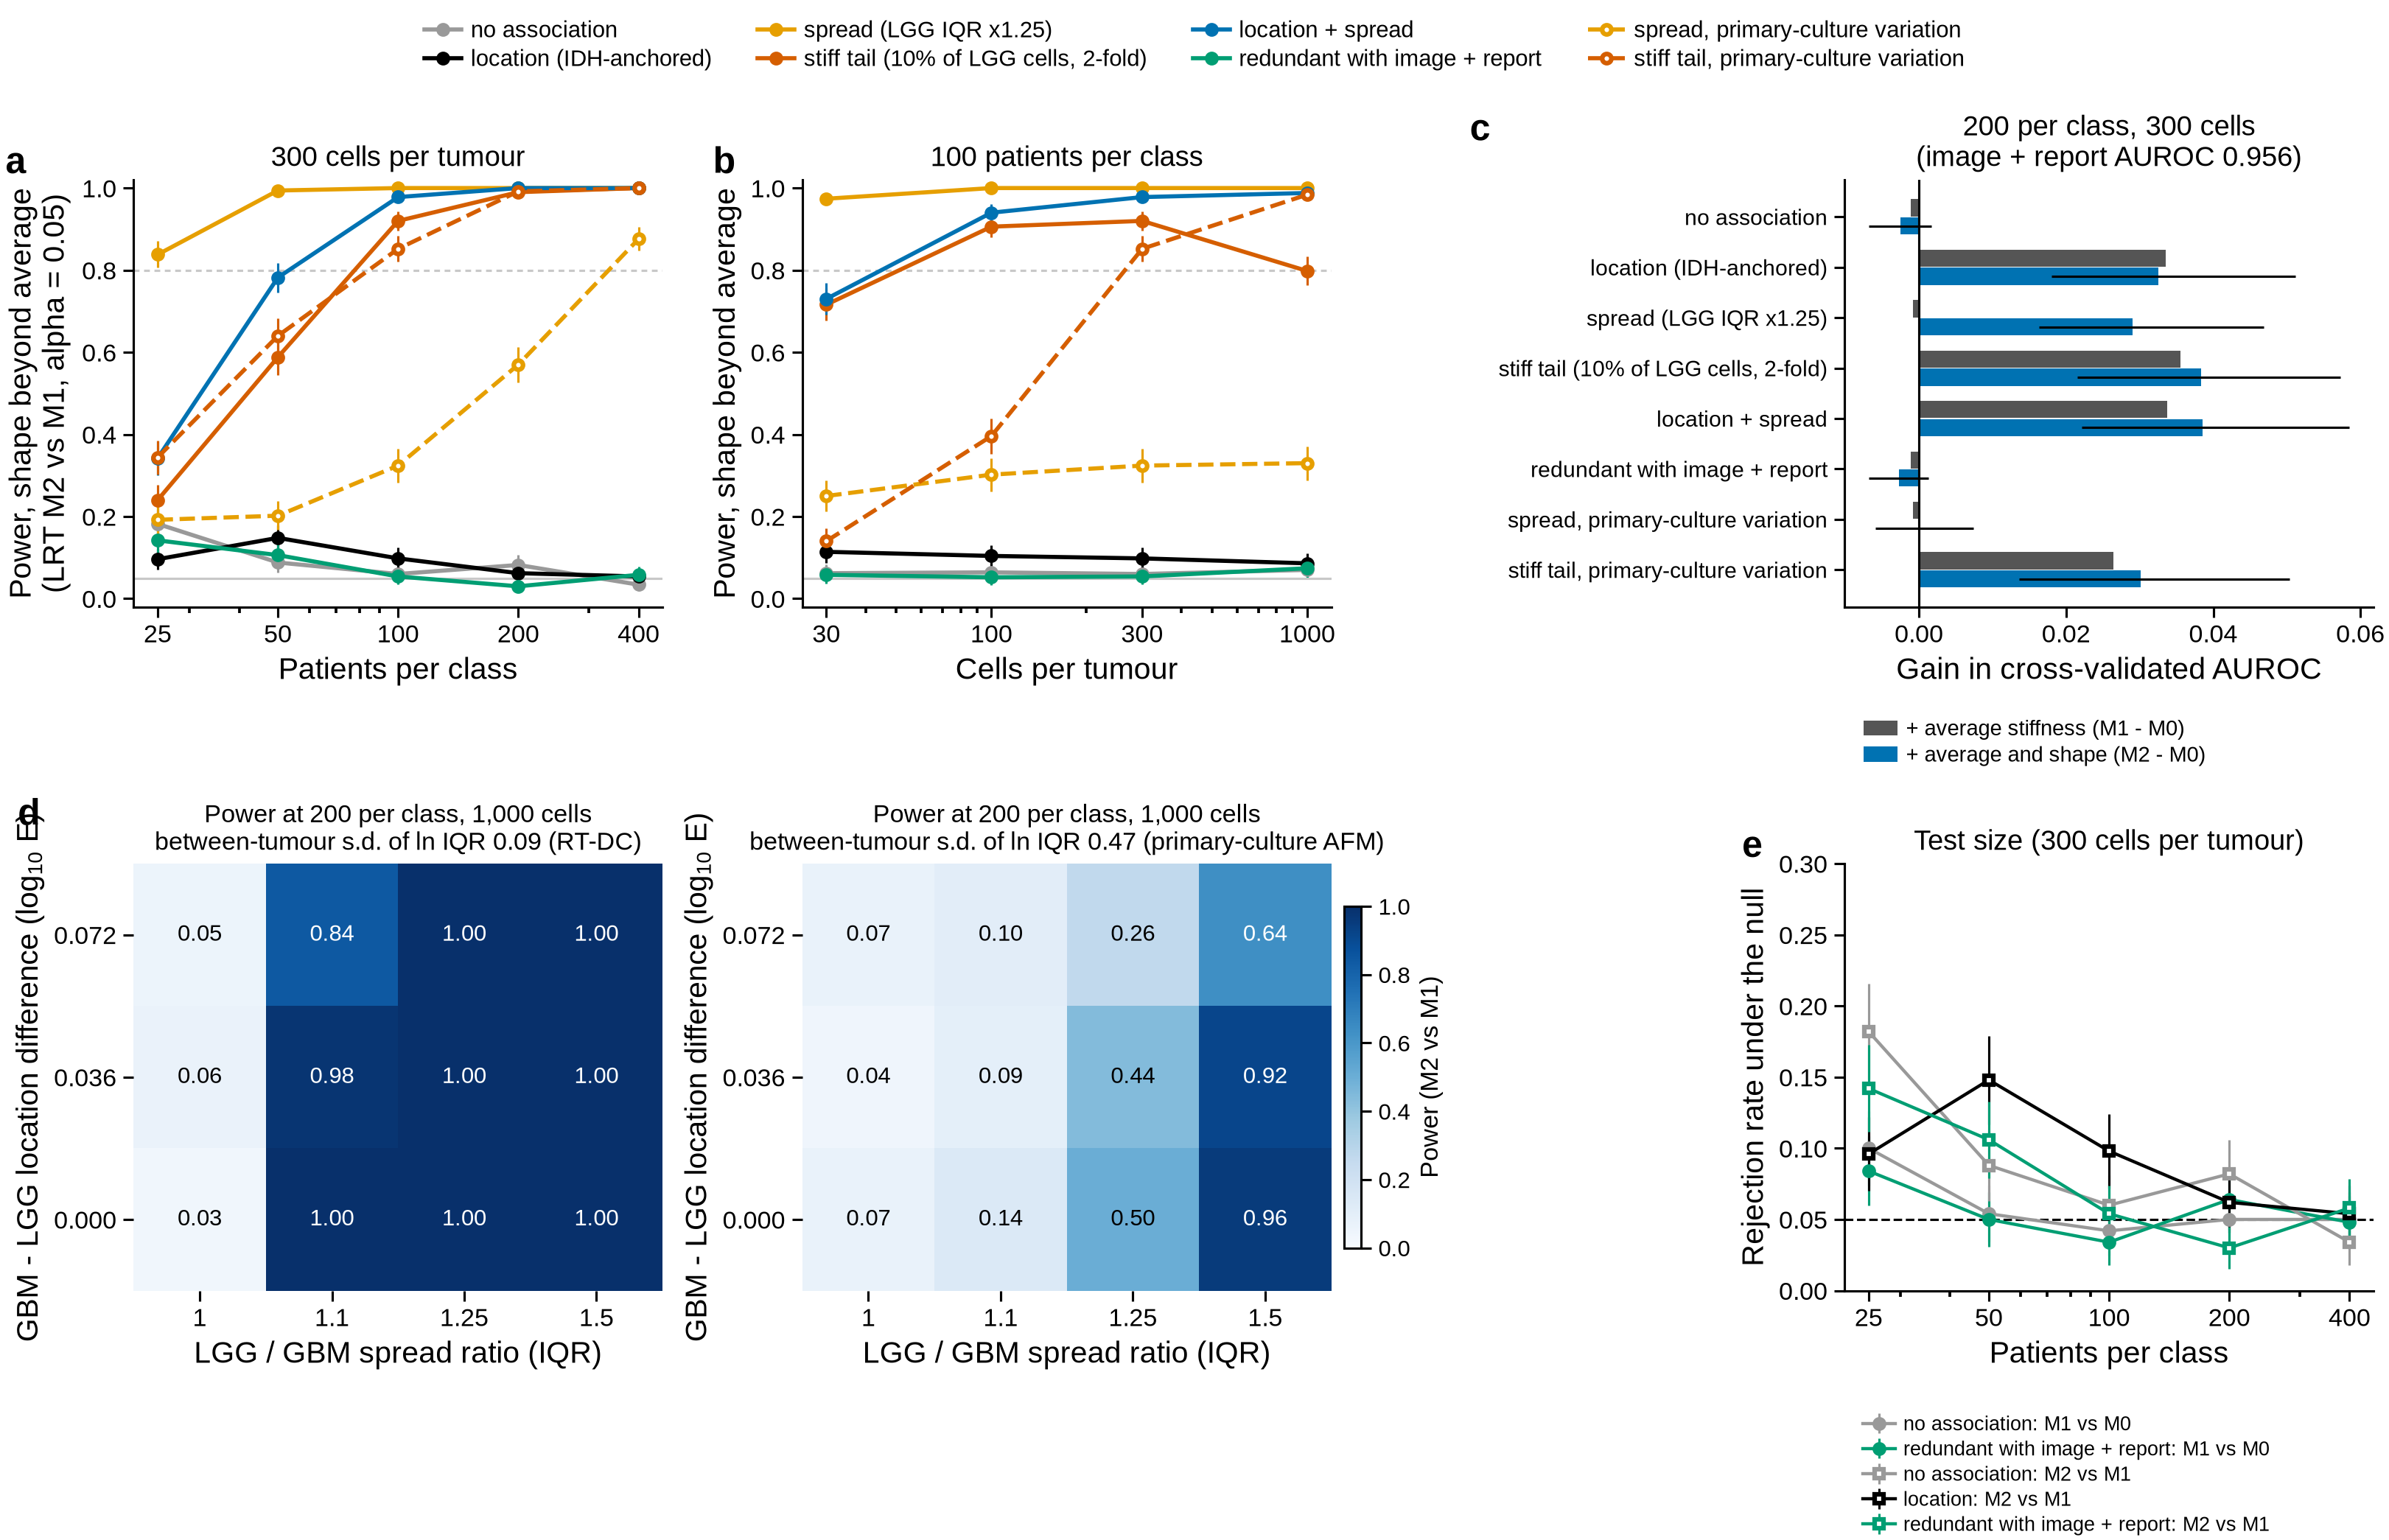 no association
location (IDH-anchored)
spread (LGG IQR x1.25)
stiff tail (10% of LGG cells, 2-fold)
location + spread
redundant with image + report
spread, primary-culture variation
stiff tail, primary-culture variation
a
300 cells per tumour
Power, shape beyond average
(LRT M2 vs M1, alpha = 0.05)
1.0
0.8
0.6
0.4
0.2
0.0
25 50 100 200 400
Patients per class
b
100 patients per class
Power, shape beyond average
1.0
0.8
0.6
0.4
0.2
0.0
30 100 300 1000
Cells per tumour
c
200 per class, 300 cells
(image + report AUROC 0.956)
no association
location (IDH-anchored)
spread (LGG IQR x1.25)
stiff tail (10% of LGG cells, 2-fold)
location + spread
redundant with image + report
spread, primary-culture variation
stiff tail, primary-culture variation
0.00 0.02 0.04 0.06
Gain in cross-validated AUROC
+ average stiffness (M1 - M0)
+ average and shape (M2 - M0)
d
Power at 200 per class, 1,000 cells
between-tumour s.d. of ln IQR 0.09 (RT-DC)
GBM - LGG location difference (log₁₀ E)
0.072 0.05 0.84 1.00 1.00
0.036 0.06 0.98 1.00 1.00
0.000 0.03 1.00 1.00 1.00
1 1.1 1.25 1.5
LGG / GBM spread ratio (IQR)
Power at 200 per class, 1,000 cells
between-tumour s.d. of ln IQR 0.47 (primary-culture AFM)
GBM - LGG location difference (log₁₀ E)
0.072 0.07 0.10 0.26 0.64
0.036 0.04 0.09 0.44 0.92
0.000 0.07 0.14 0.50 0.96
1 1.1 1.25 1.5
LGG / GBM spread ratio (IQR)
1.0
0.8
0.6
0.4
0.2
0.0
Power (M2 vs M1)
e
Test size (300 cells per tumour)
Rejection rate under the null
0.30
0.25
0.20
0.15
0.10
0.05
0.00
25 50 100 200 400
Patients per class
no association: M1 vs M0
redundant with image + report: M1 vs M0
no association: M2 vs M1
location: M2 vs M1
redundant with image + report: M2 vs M1